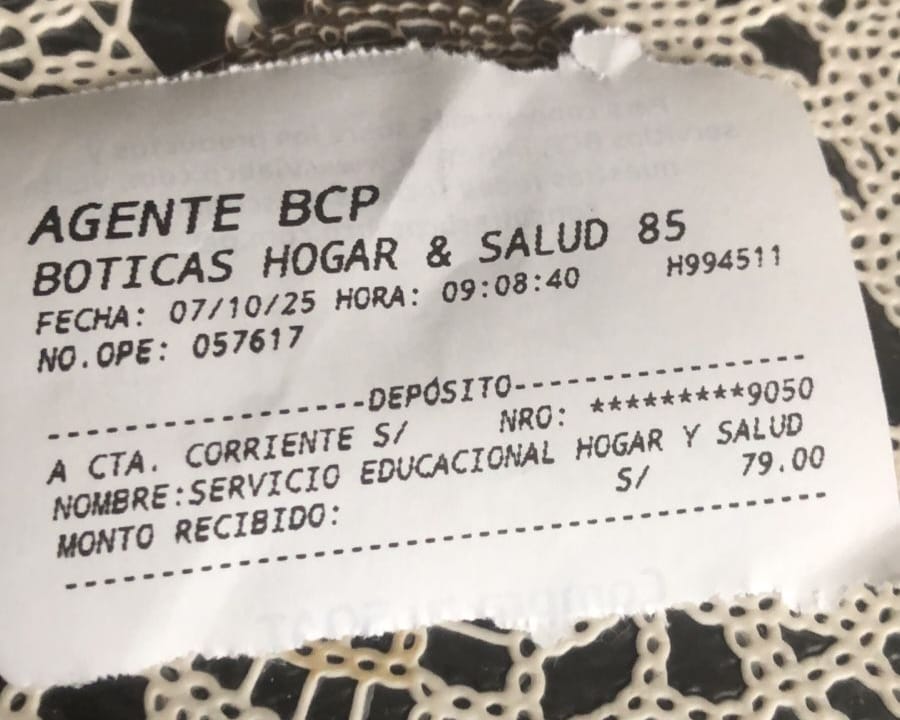 AGENTE BCP
BOTICAS HOGAR & SALUD 85
FECHA: 07/10/25 HORA: 09:08:40 H994511
NO.OPE: 057617
-----------------DEPÓSITO-----------------
A CTA. CORRIENTE S/ NRO: *********9050
NOMBRE:SERVICIO EDUCACIONAL HOGAR Y SALUD
MONTO RECIBIDO: S/ 79.00
------------------------------------------